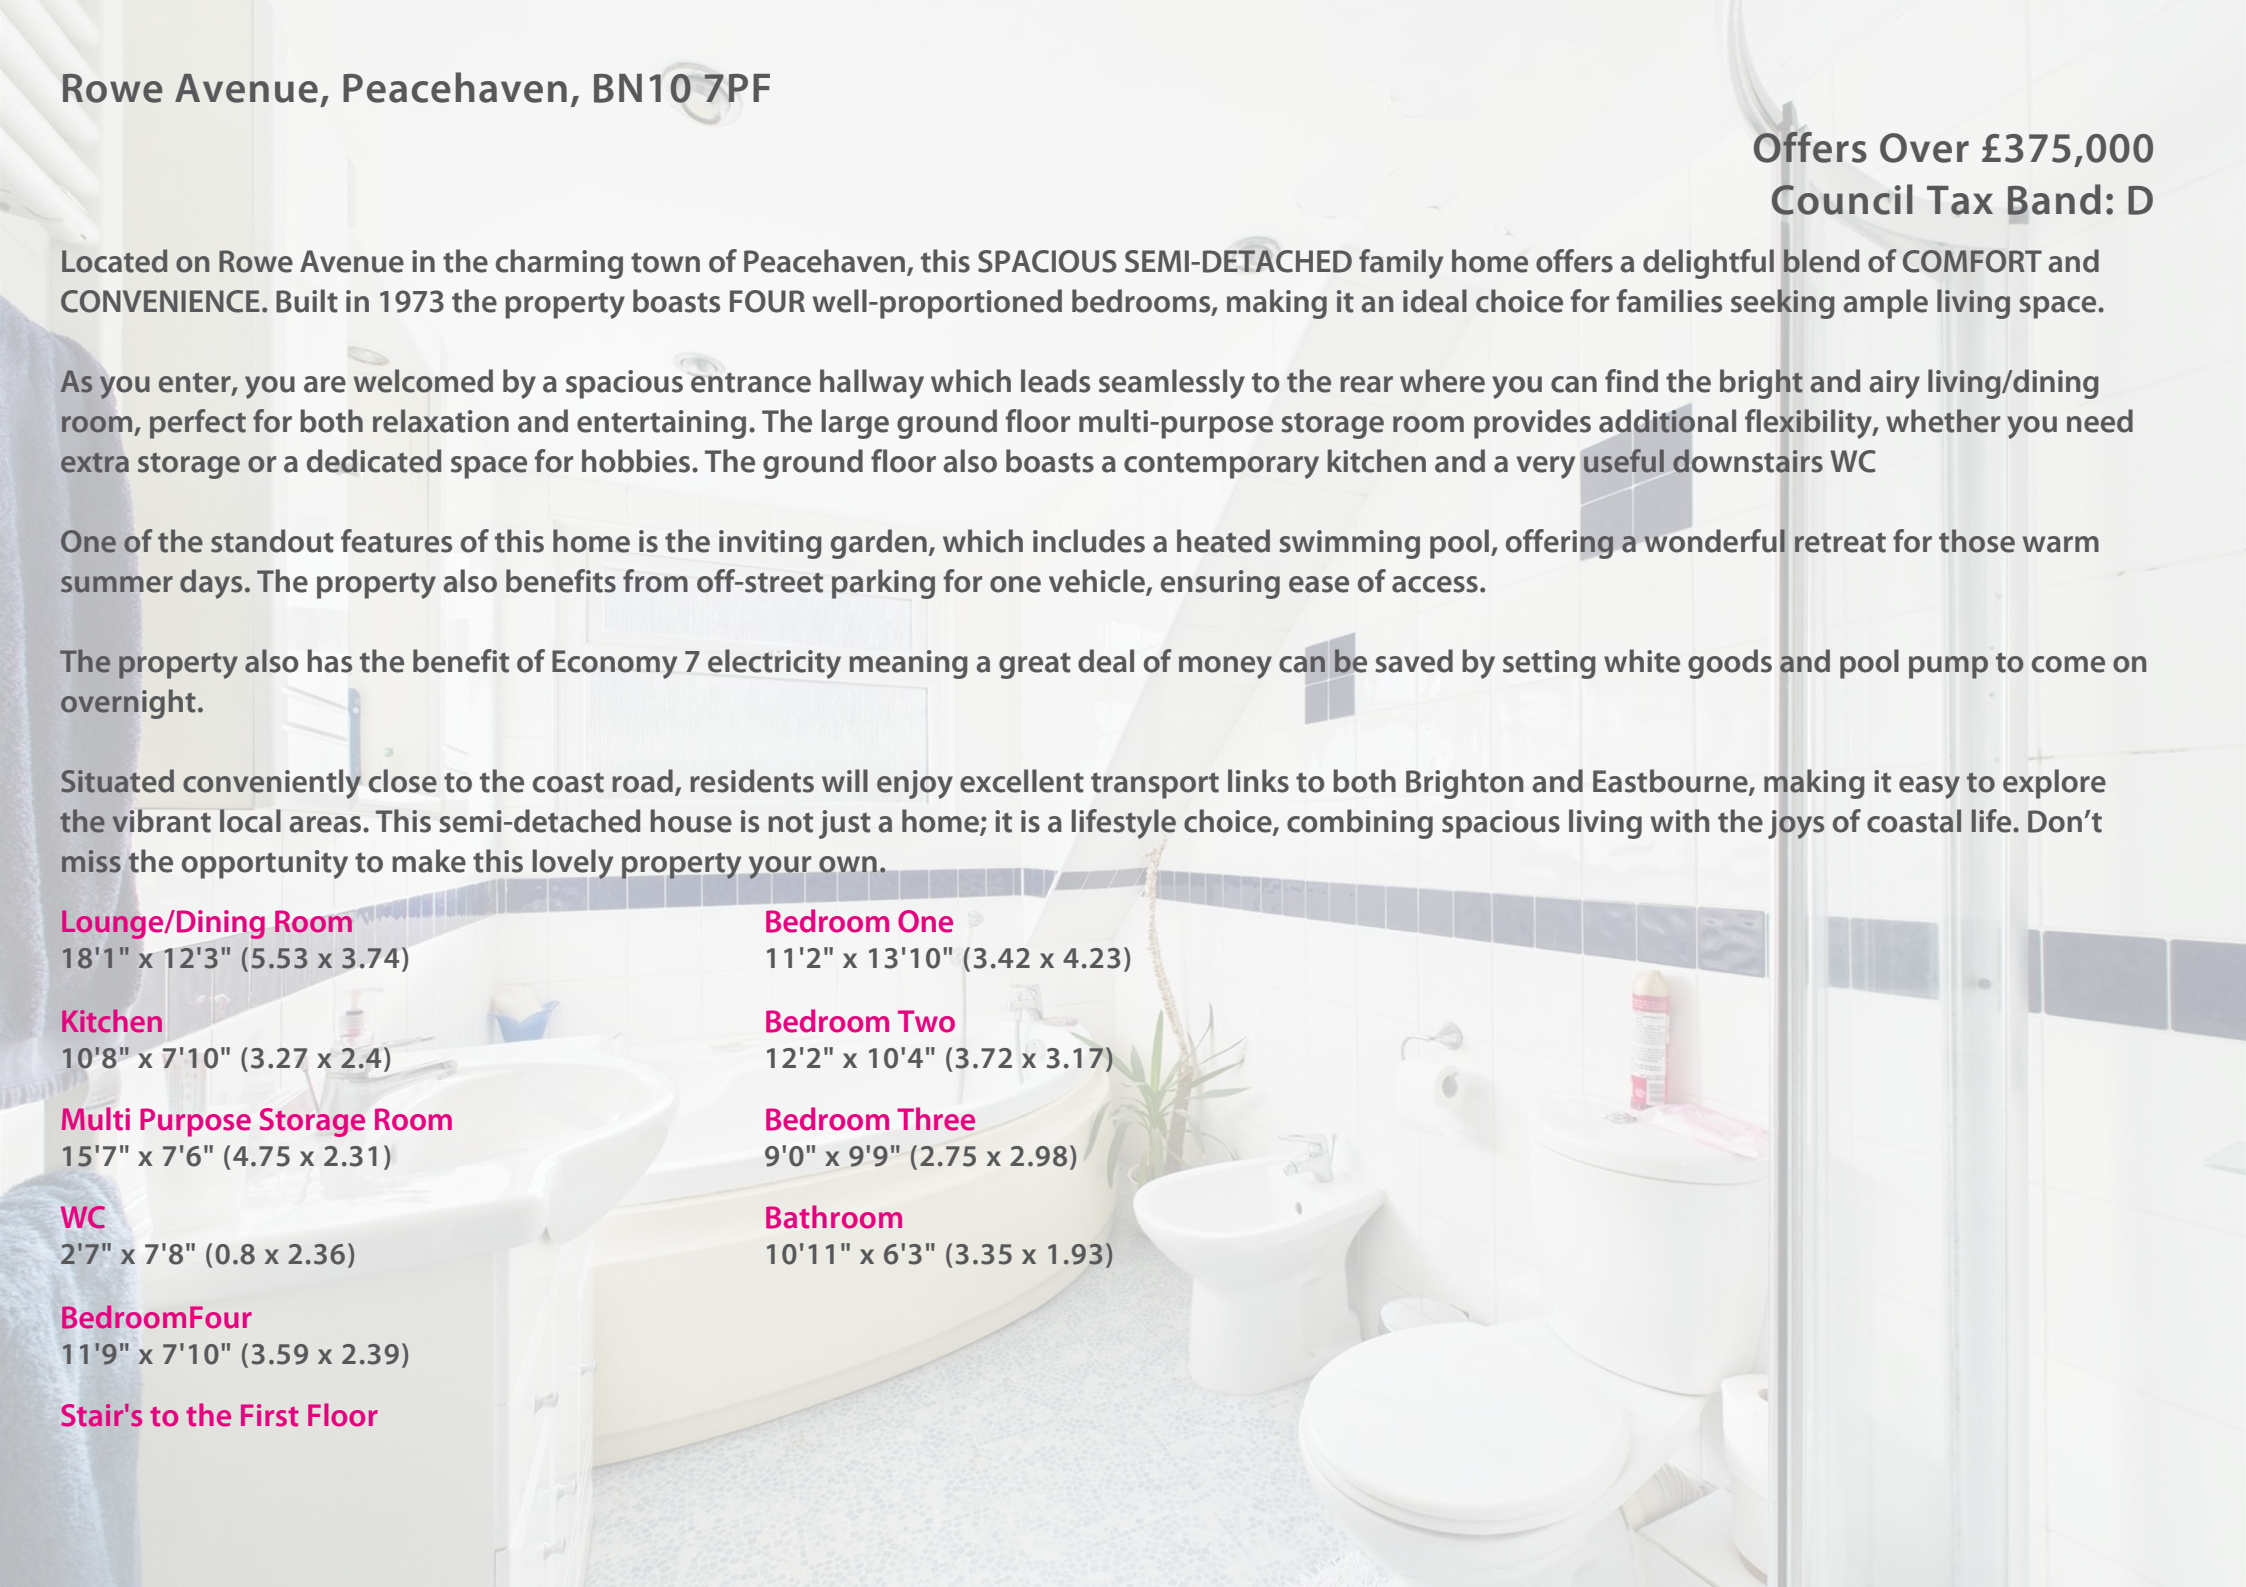 Rowe Avenue, Peacehaven, BN10 7PF
Offers Over £375,000
Council Tax Band: D
Located on Rowe Avenue in the charming town of Peacehaven, this SPACIOUS SEMI-DETACHED family home offers a delightful blend of COMFORT and
CONVENIENCE. Built in 1973 the property boasts FOUR well-proportioned bedrooms, making it an ideal choice for families seeking ample living space.
As you enter, you are welcomed by a spacious entrance hallway which leads seamlessly to the rear where you can find the bright and airy living/dining
room, perfect for both relaxation and entertaining. The large ground floor multi-purpose storage room provides additional flexibility, whether you need
extra storage or a dedicated space for hobbies. The ground floor also boasts a contemporary kitchen and a very useful downstairs WC
One of the standout features of this home is the inviting garden, which includes a heated swimming pool, offering a wonderful retreat for those warm
summer days. The property also benefits from off-street parking for one vehicle, ensuring ease of access.
The property also has the benefit of Economy 7 electricity meaning a great deal of money can be saved by setting white goods and pool pump to come on
overnight.
Situated conveniently close to the coast road, residents will enjoy excellent transport links to both Brighton and Eastbourne, making it easy to explore
the vibrant local areas. This semi-detached house is not just a home; it is a lifestyle choice, combining spacious living with the joys of coastal life. Don’t
miss the opportunity to make this lovely property your own.
Lounge/Dining Room
18'1" x 12'3" (5.53 x 3.74)
Kitchen
10'8" x 7'10" (3.27 x 2.4)
Multi Purpose Storage Room
15'7" x 7'6" (4.75 x 2.31)
WC
2'7" x 7'8" (0.8 x 2.36)
BedroomFour
11'9" x 7'10" (3.59 x 2.39)
Stair's to the First Floor
Bedroom One
11'2" x 13'10" (3.42 x 4.23)
Bedroom Two
12'2" x 10'4" (3.72 x 3.17)
Bedroom Three
9'0" x 9'9" (2.75 x 2.98)
Bathroom
10'11" x 6'3" (3.35 x 1.93)